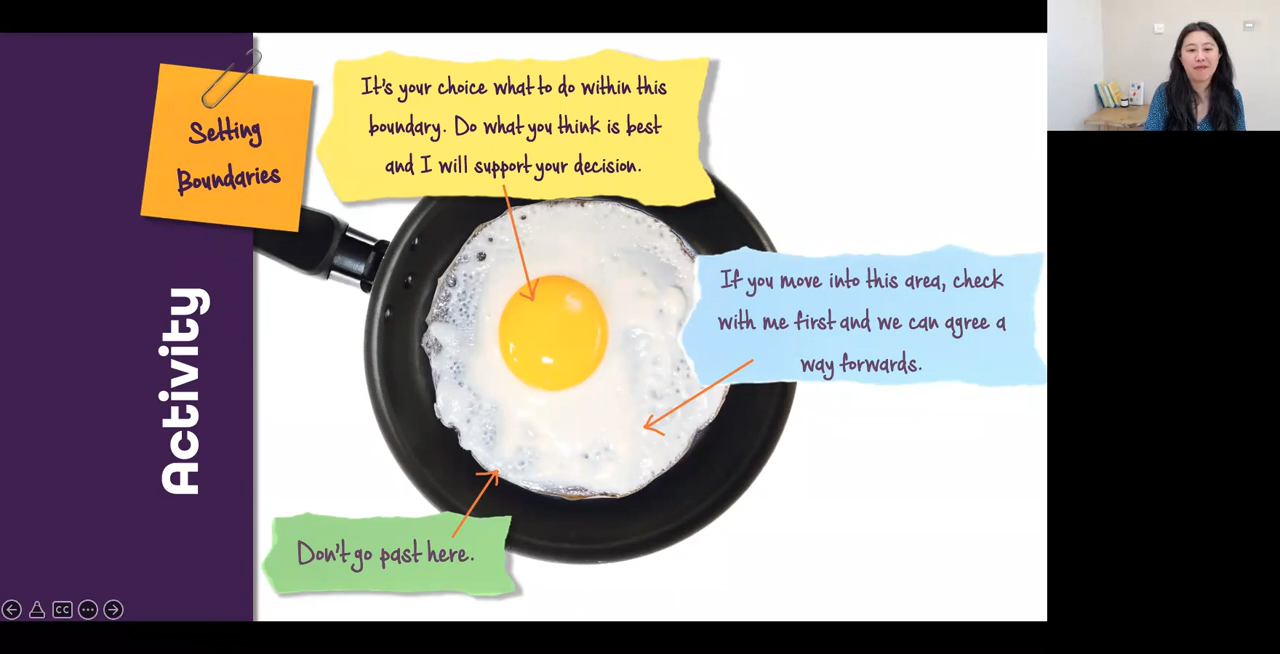 Setting
Boundaries
It's your choice what to do within this
boundary. Do what you think is best
and I will support your decision.
If you move into this area, check
with me first and we can agree a
way forwards.
Don't go past here.
Activity
CC